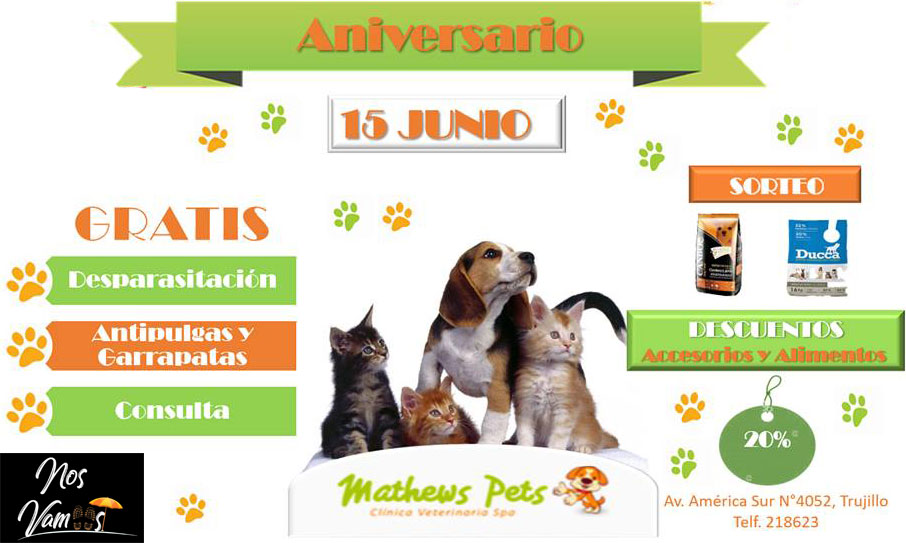 Aniversario
15 JUNIO
GRATIS
Desparasitación
Antipulgas y
Garrapatas
Consulta
SORTEO
Ducca
DESCUENTOS
Accesorios y Alimentos
20%
Mathews Pets
Clínica Veterinaria Spa
Av. América Sur N°4052, Trujillo
Telf. 218623
Nos
Vamos